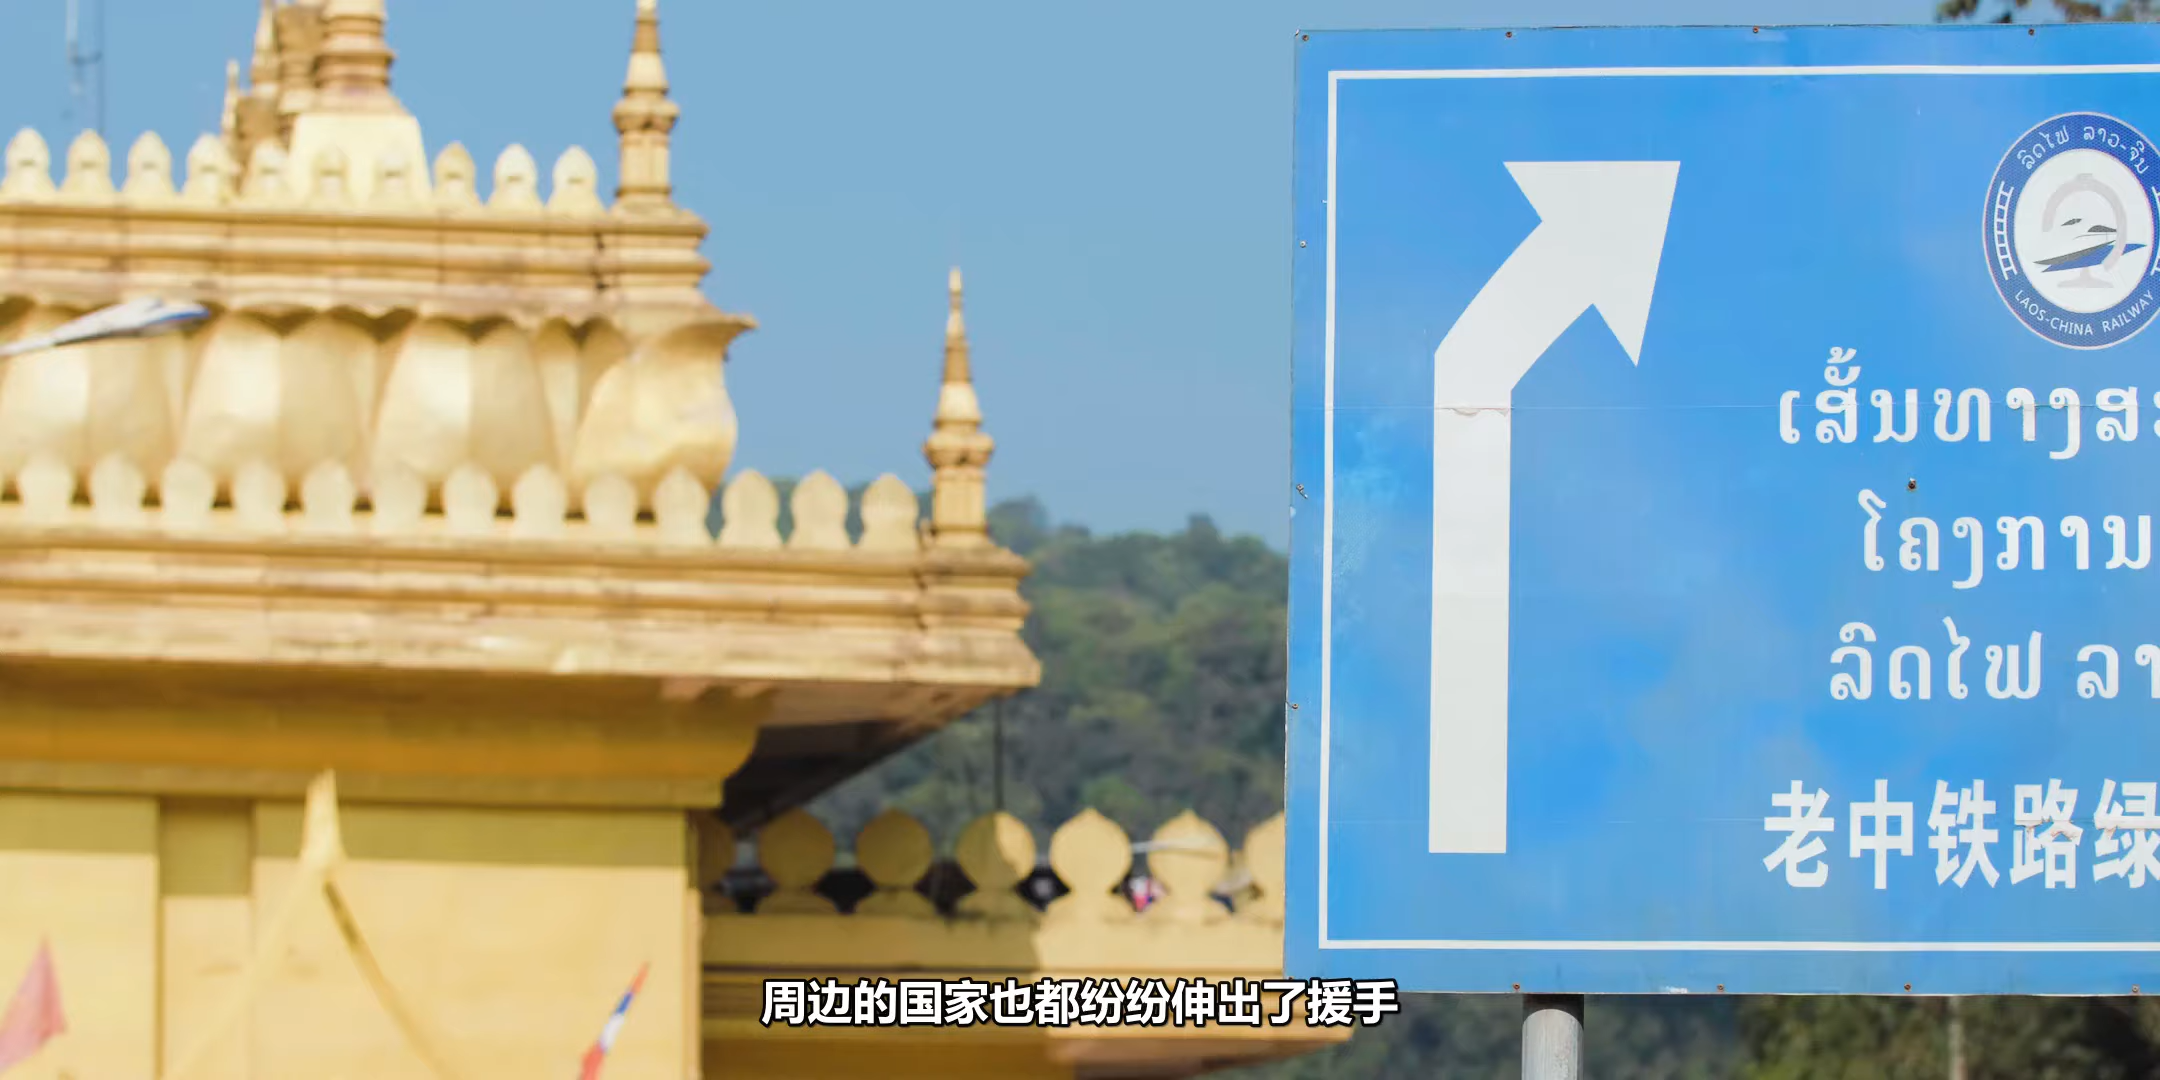 ລົດໄຟ ລາວ-ຈີນ
LAOS-CHINA RAILWAY
ເສັ້ນທາງສະ
ໂຄງການ
ລົດໄຟ ລາ
老中铁路绿
周边的国家也都纷纷伸出了援手